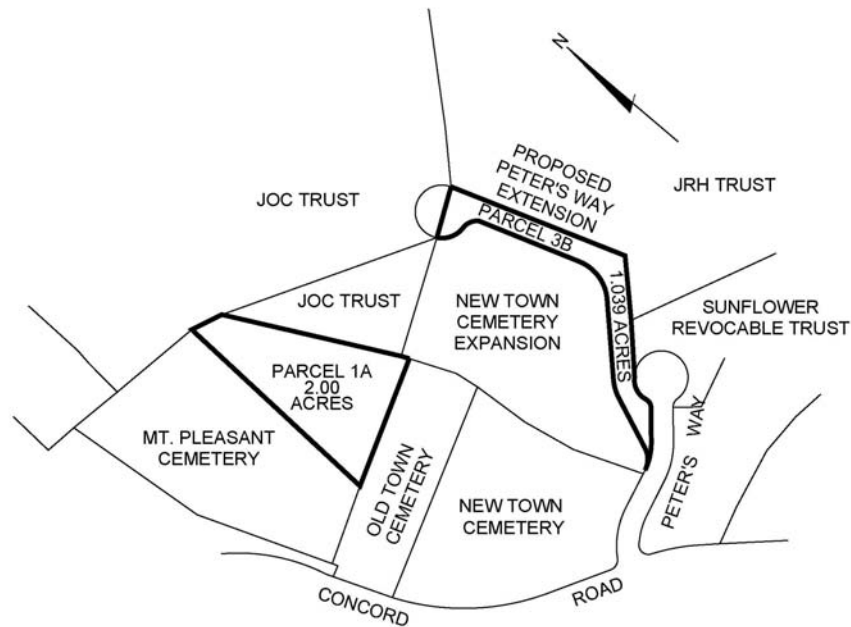 N
PROPOSED
PETER'S WAY
EXTENSION
PARCEL 3B
JRH TRUST
JOC TRUST
1.039 ACRES
JOC TRUST
NEW TOWN
CEMETERY
EXPANSION
SUNFLOWER
REVOCABLE TRUST
PARCEL 1A
2.00
ACRES
MT. PLEASANT
CEMETERY
OLD TOWN
CEMETERY
NEW TOWN
CEMETERY
PETER'S WAY
CONCORD ROAD